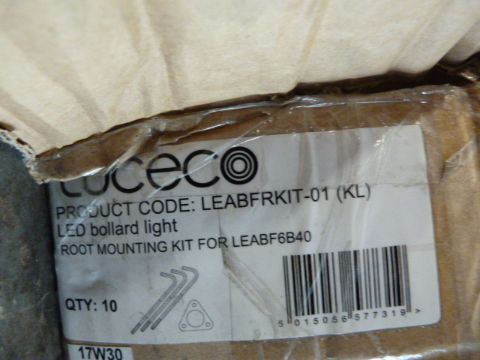 Luceco
PRODUCT CODE: LEABFRKIT-01 (KL)
LED bollard light
ROOT MOUNTING KIT FOR LEABF6B40
QTY: 10
5 015056 577319 >
17W30